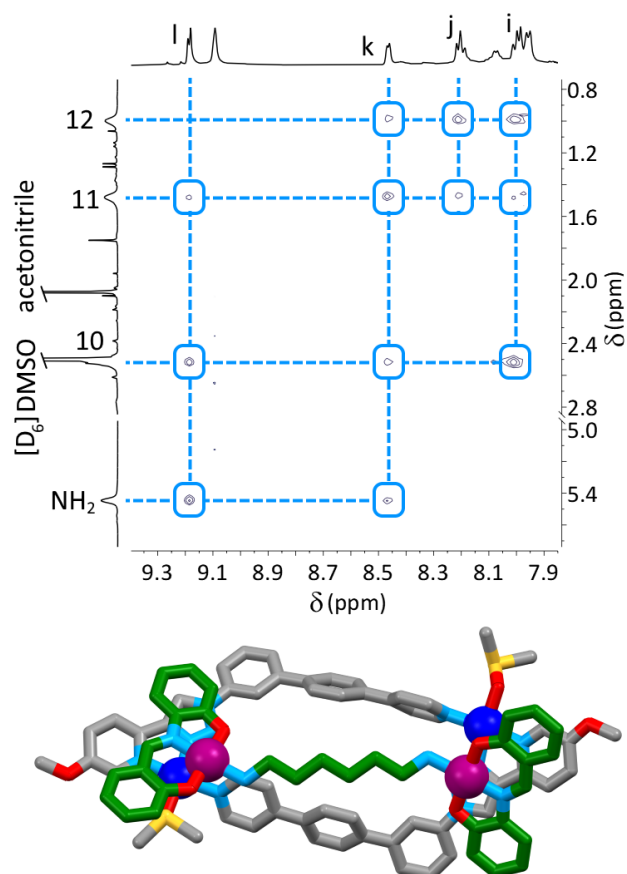 l
k
j
i
12
11
acetonitrile
10
[D6]DMSO
NH2
0.8
1.2
1.6
2.0
2.4
2.8
5.0
5.4
δ (ppm)
9.3 9.1 8.9 8.7 8.5 8.3 8.1 7.9
δ (ppm)